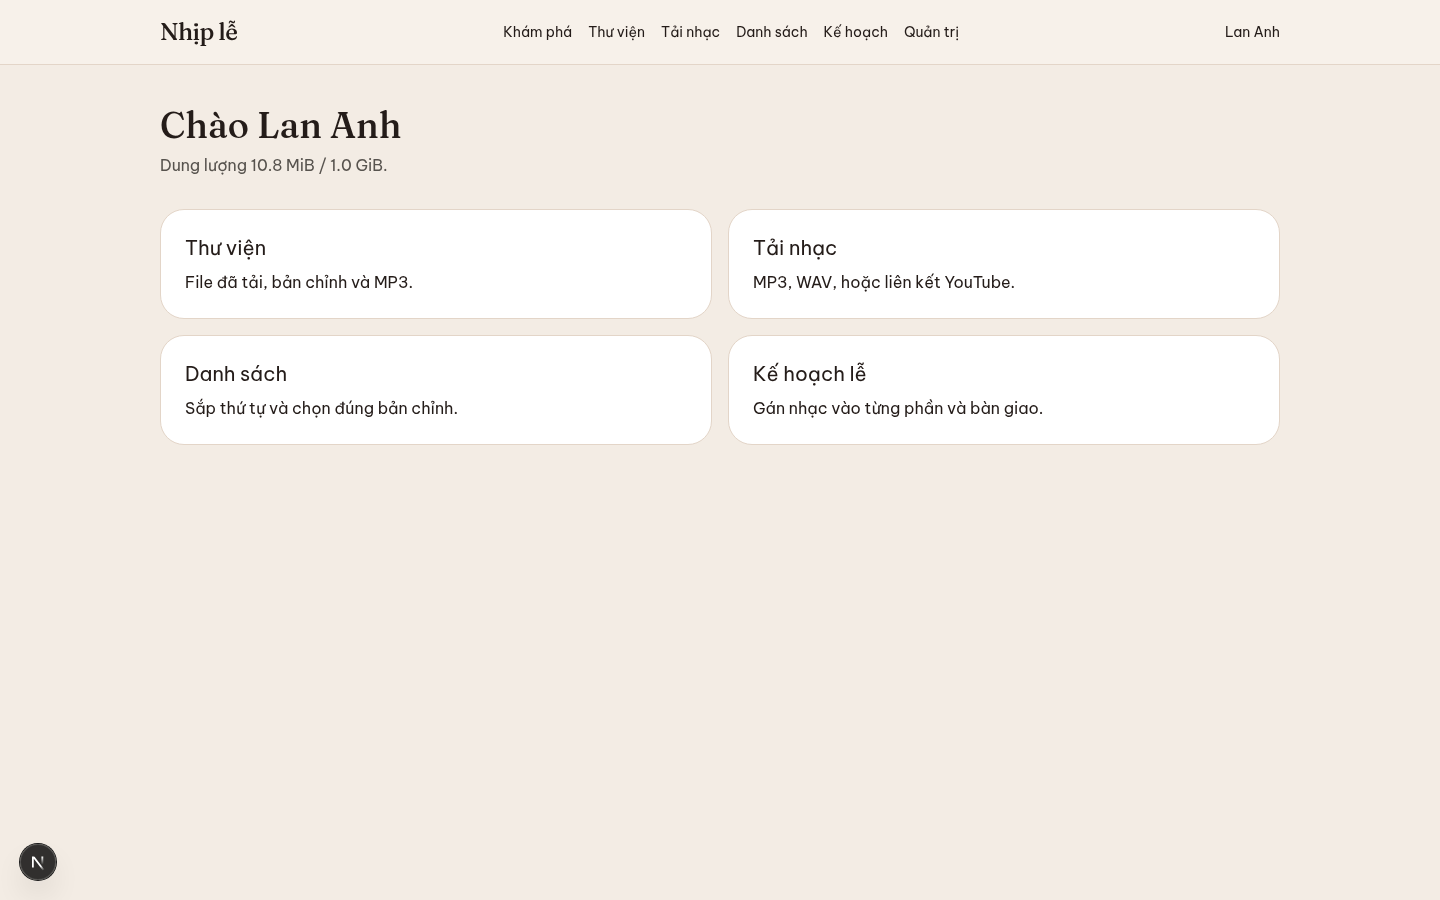 Nhịp lễ
Khám phá Thư viện Tải nhạc Danh sách Kế hoạch Quản trị
Lan Anh
Chào Lan Anh
Dung lượng 10.8 MiB / 1.0 GiB.
Thư viện
File đã tải, bản chỉnh và MP3.
Tải nhạc
MP3, WAV, hoặc liên kết YouTube.
Danh sách
Sắp thứ tự và chọn đúng bản chỉnh.
Kế hoạch lễ
Gán nhạc vào từng phần và bàn giao.
N